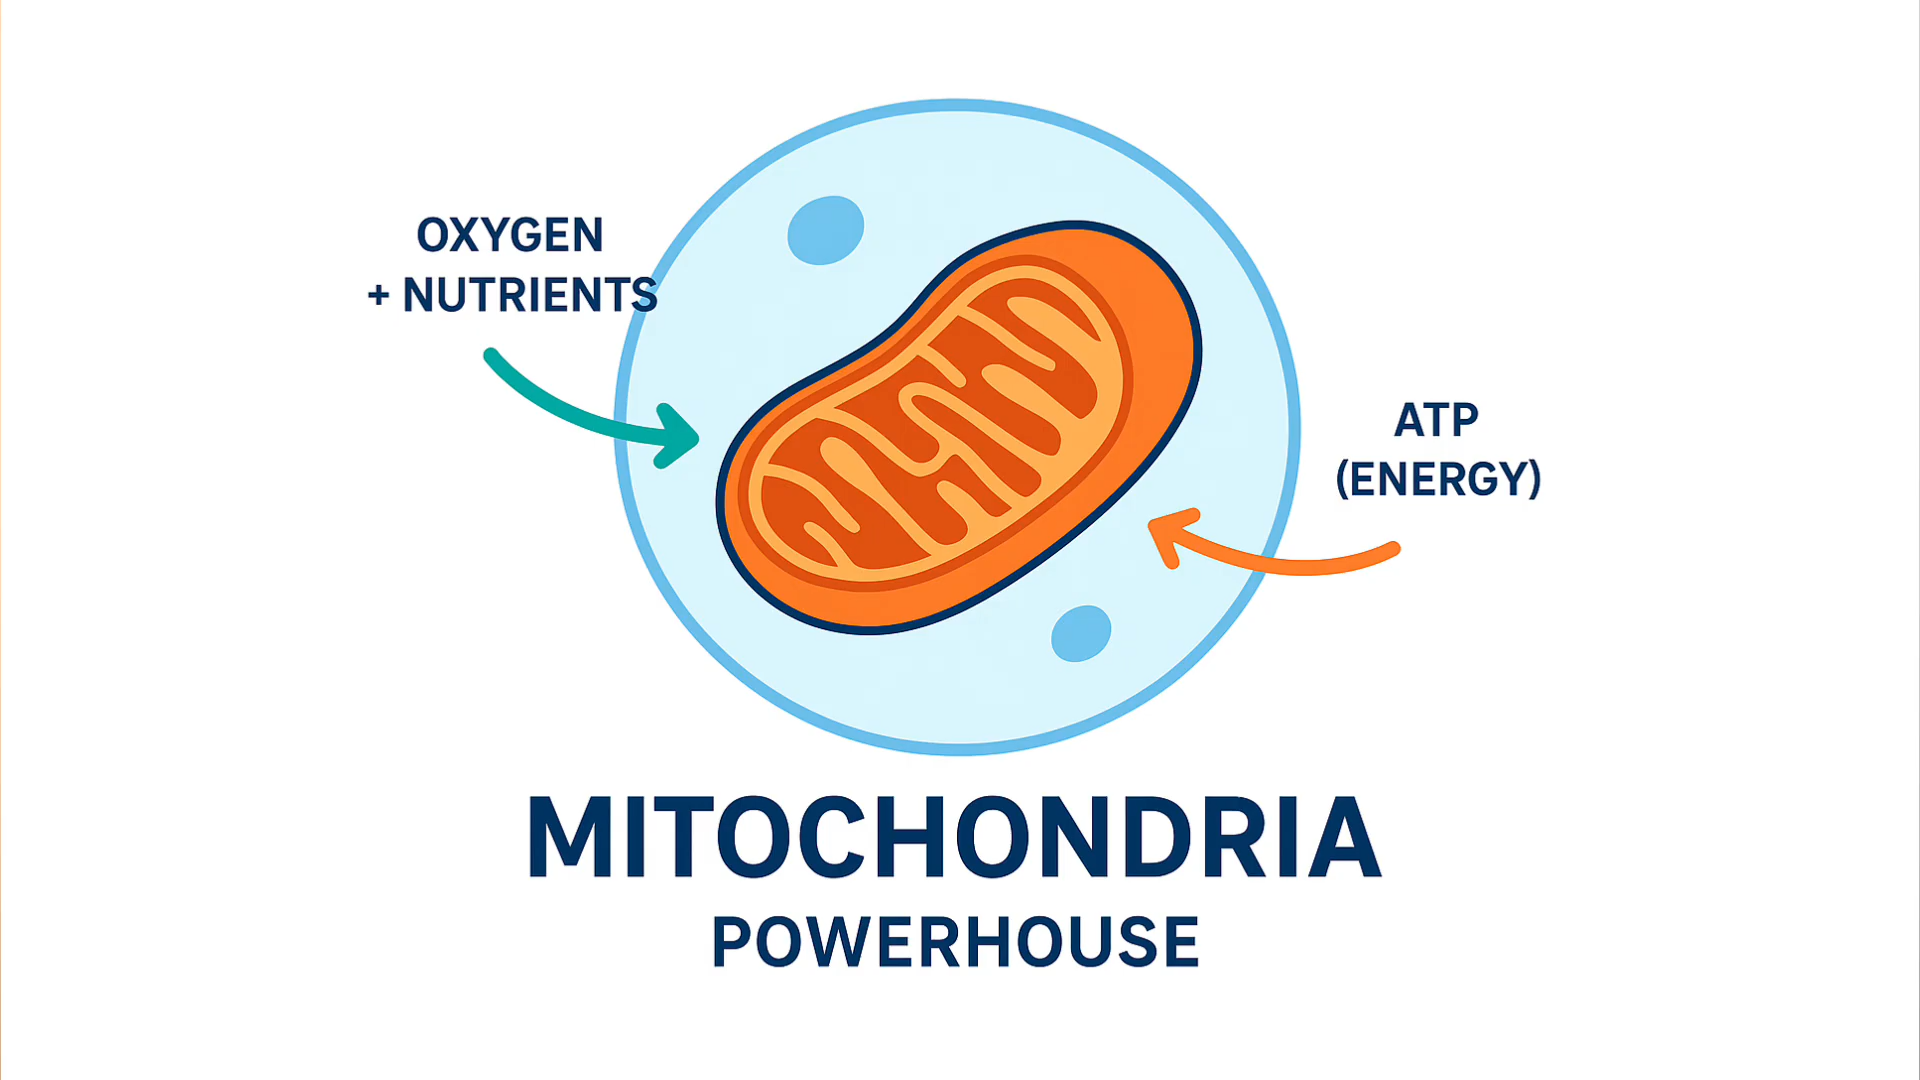 OXYGEN
+ NUTRIENTS
ATP
(ENERGY)
MITOCHONDRIA
POWERHOUSE